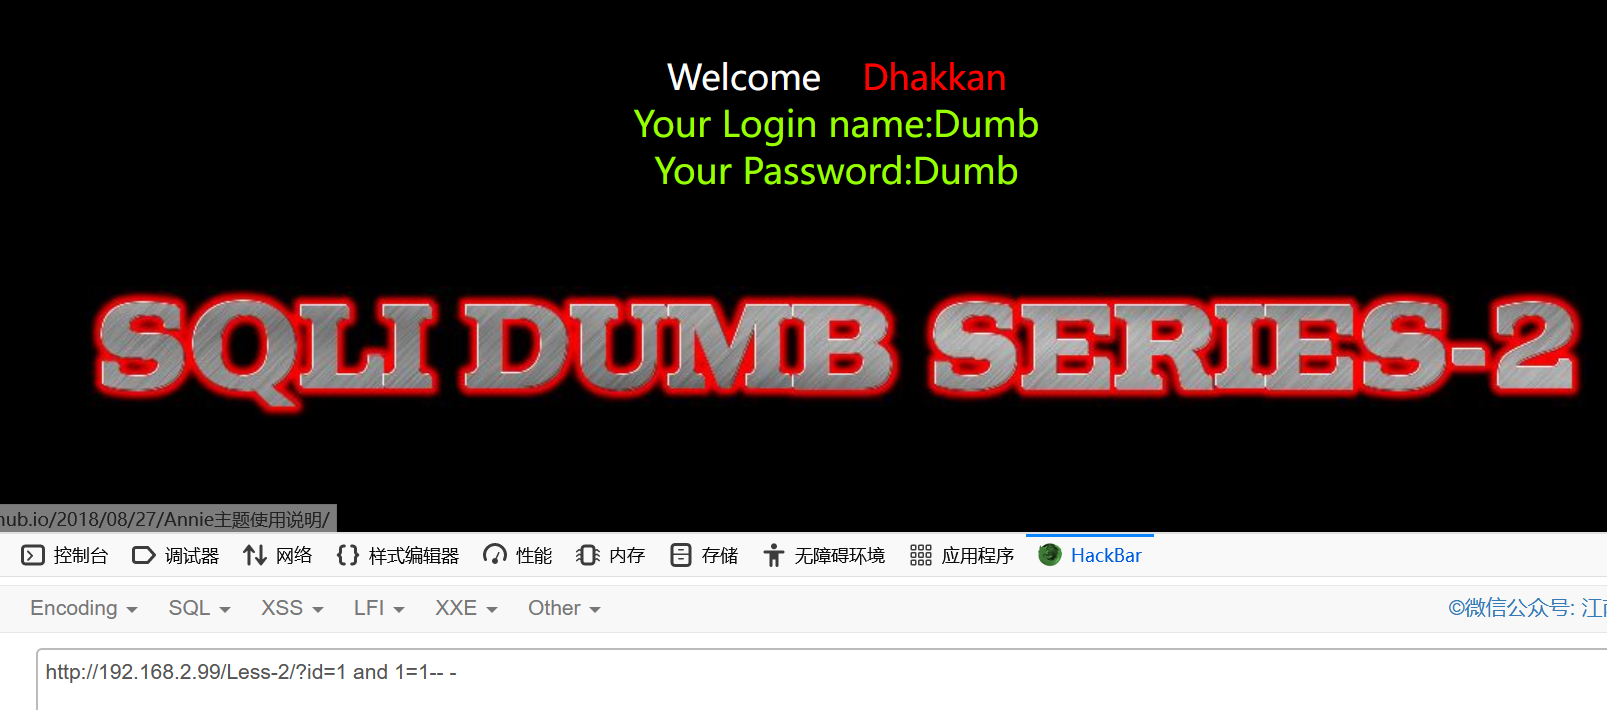 Welcome Dhakkan
Your Login name:Dumb
Your Password:Dumb
SQLI DUMB SERIES-2
hub.io/2018/08/27/Annie主题使用说明/
控制台 调试器 网络 样式编辑器 性能 内存 存储 无障碍环境 应用程序 HackBar
Encoding SQL XSS LFI XXE Other ©微信公众号: 江
http://192.168.2.99/Less-2/?id=1 and 1=1-- -